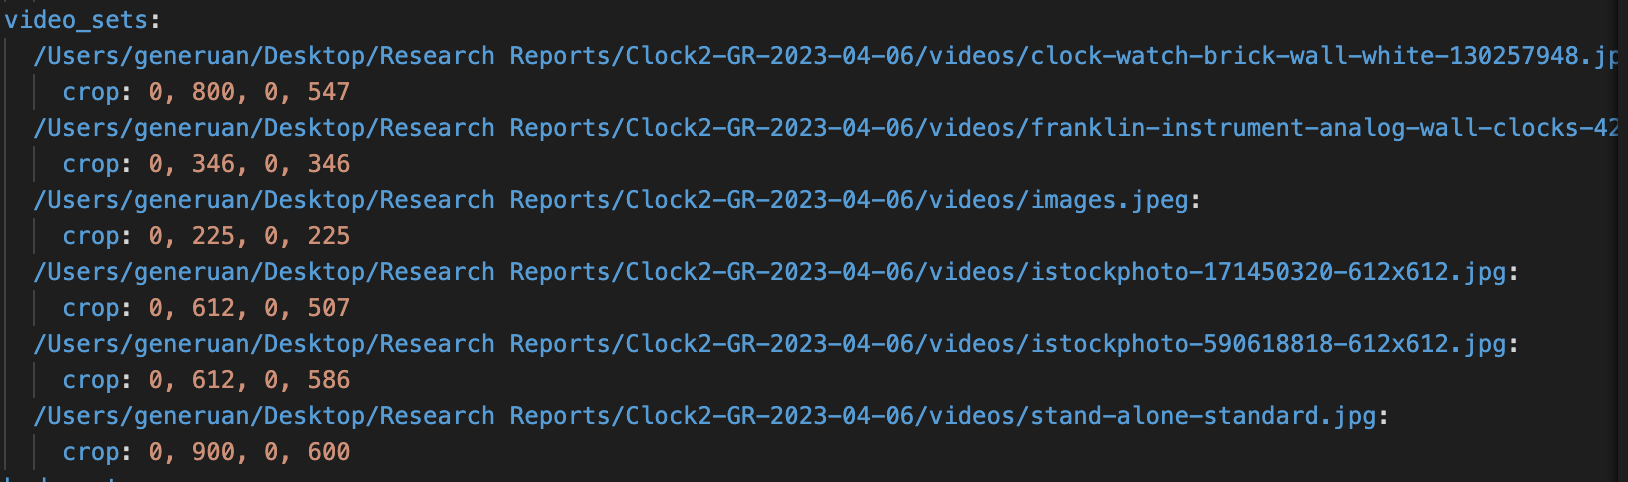 video_sets:
/Users/generuan/Desktop/Research Reports/Clock2-GR-2023-04-06/videos/clock-watch-brick-wall-white-130257948.jp
crop: 0, 800, 0, 547
/Users/generuan/Desktop/Research Reports/Clock2-GR-2023-04-06/videos/franklin-instrument-analog-wall-clocks-42
crop: 0, 346, 0, 346
/Users/generuan/Desktop/Research Reports/Clock2-GR-2023-04-06/videos/images.jpeg:
crop: 0, 225, 0, 225
/Users/generuan/Desktop/Research Reports/Clock2-GR-2023-04-06/videos/istockphoto-171450320-612x612.jpg:
crop: 0, 612, 0, 507
/Users/generuan/Desktop/Research Reports/Clock2-GR-2023-04-06/videos/istockphoto-590618818-612x612.jpg:
crop: 0, 612, 0, 586
/Users/generuan/Desktop/Research Reports/Clock2-GR-2023-04-06/videos/stand-alone-standard.jpg:
crop: 0, 900, 0, 600